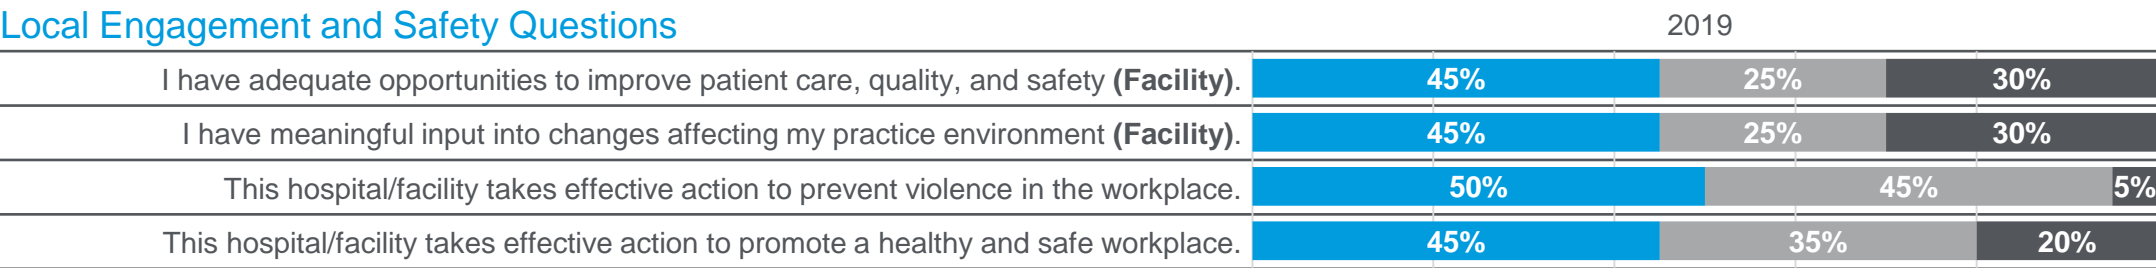 Local Engagement and Safety Questions 2019
I have adequate opportunities to improve patient care, quality, and safety (Facility). 45% 25% 30%
I have meaningful input into changes affecting my practice environment (Facility). 45% 25% 30%
This hospital/facility takes effective action to prevent violence in the workplace. 50% 45% 5%
This hospital/facility takes effective action to promote a healthy and safe workplace. 45% 35% 20%